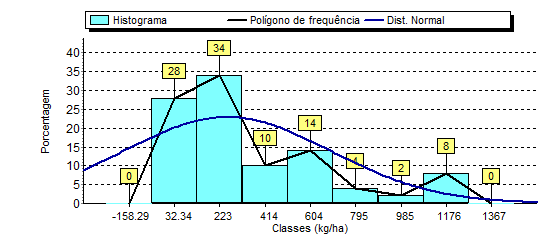 Histograma Polígono de frequência Dist. Normal
Porcentagem
40
35
30
25
20
15
10
5
0
0 28 34 10 14 4 2 8 0
-158.29 32.34 223 414 604 795 985 1176 1367
Classes (kg/ha)